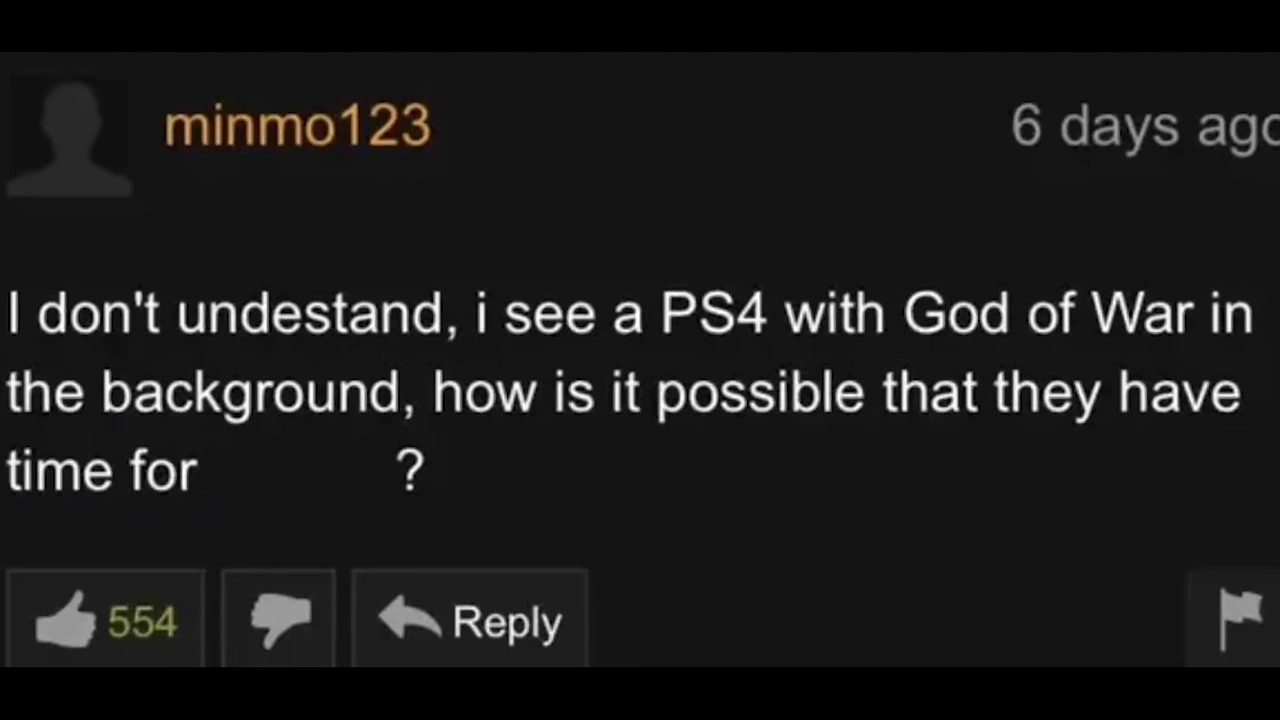 minmo123
6 days ago
I don't undestand, i see a PS4 with God of War in
the background, how is it possible that they have
time for ?
554
Reply